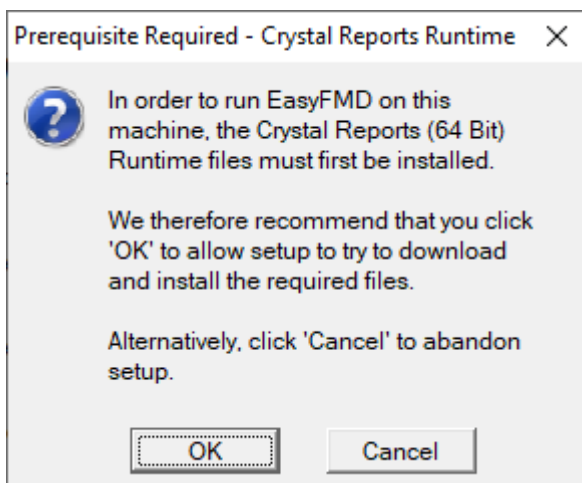 Prerequisite Required - Crystal Reports Runtime
In order to run EasyFMD on this
machine, the Crystal Reports (64 Bit)
Runtime files must first be installed.
We therefore recommend that you click
'OK' to allow setup to try to download
and install the required files.
Alternatively, click 'Cancel' to abandon
setup.
OK
Cancel